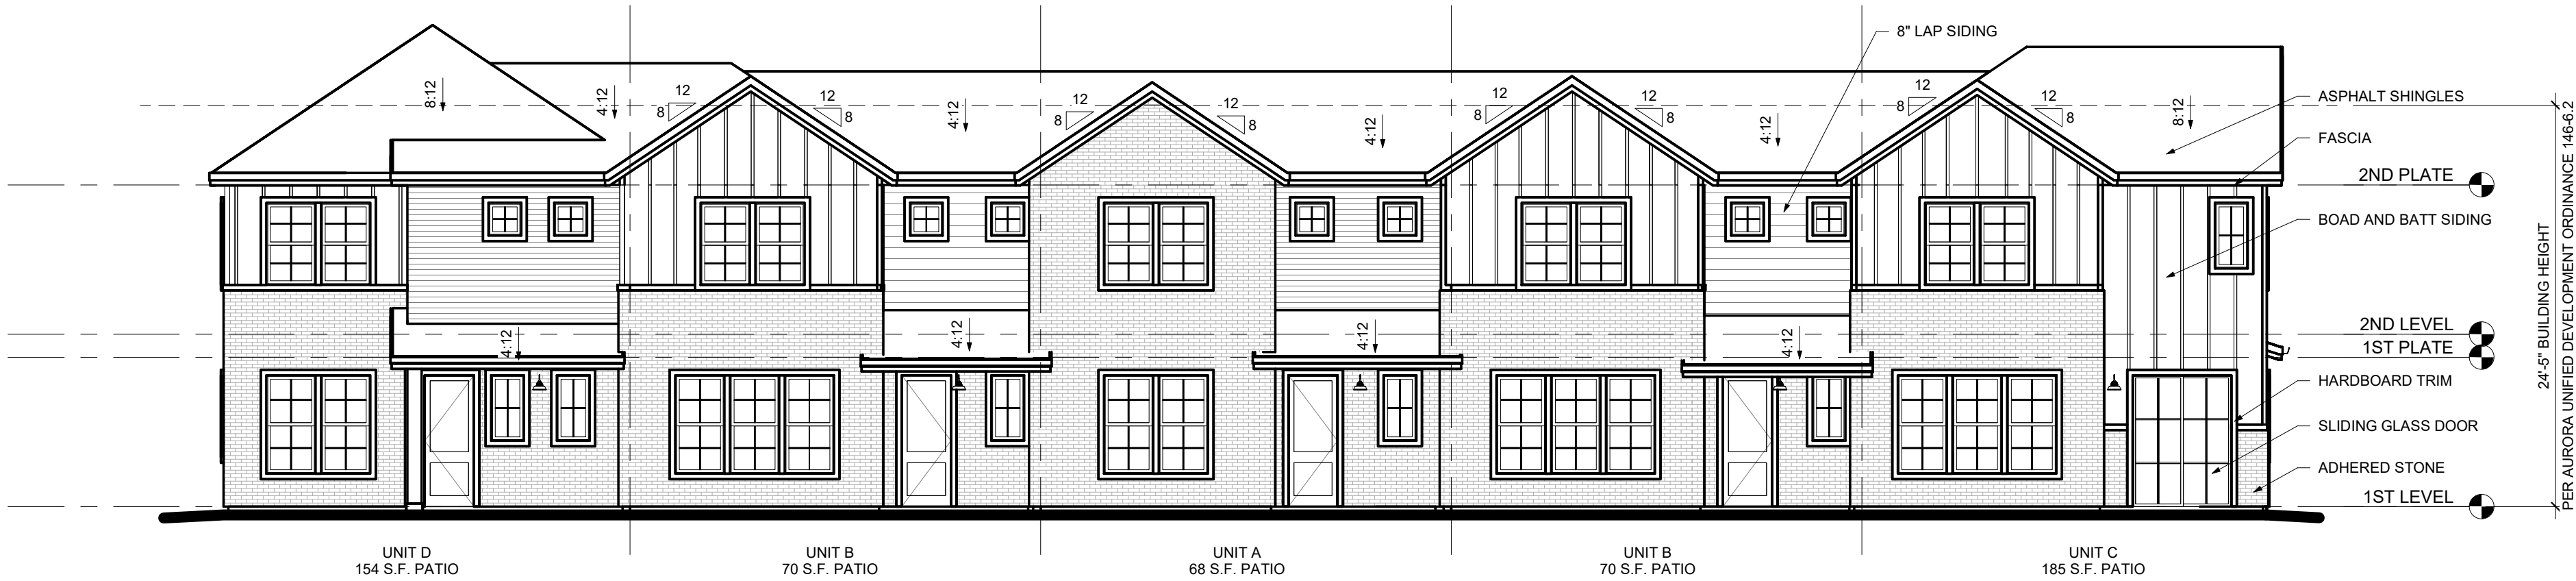 8" LAP SIDING
8:12
4:12
12
8
12
8
4:12
12
8
12
8
4:12
12
8
12
8
4:12
12
8
12
8
8:12
ASPHALT SHINGLES
FASCIA
2ND PLATE
BOAD AND BATT SIDING
2ND LEVEL
1ST PLATE
4:12
4:12
4:12
4:12
HARDBOARD TRIM
SLIDING GLASS DOOR
ADHERED STONE
1ST LEVEL
24'-5" BUILDING HEIGHT
PER AURORA UNIFIED DEVELOPMENT ORDINANCE 146-6.2
UNIT D
154 S.F. PATIO
UNIT B
70 S.F. PATIO
UNIT A
68 S.F. PATIO
UNIT B
70 S.F. PATIO
UNIT C
185 S.F. PATIO